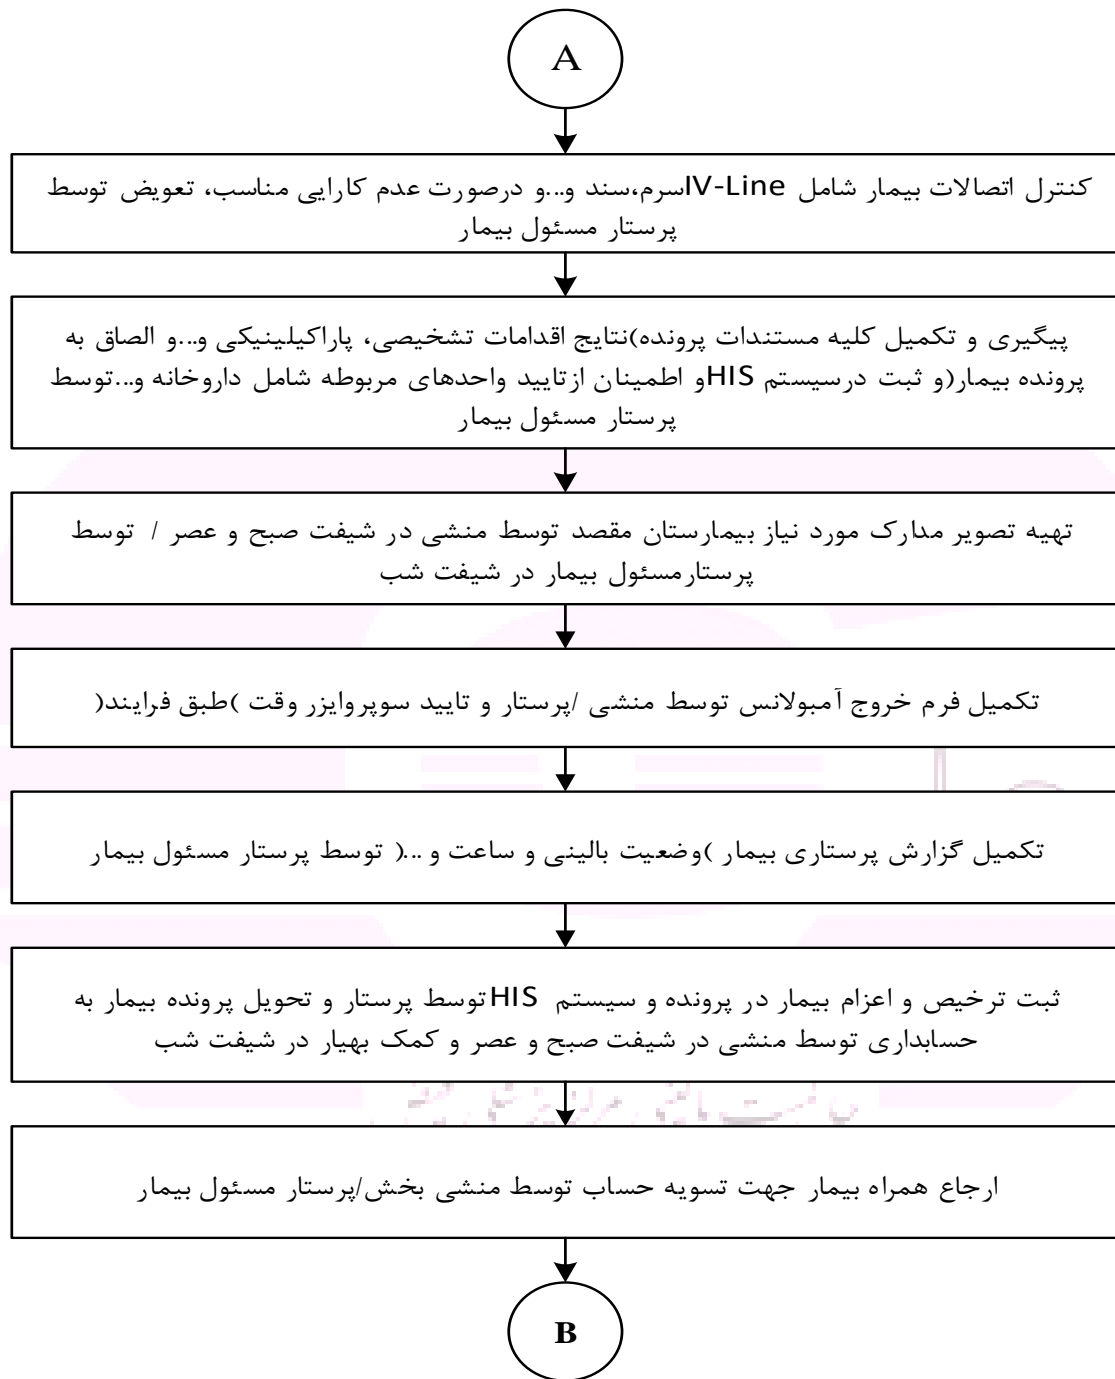 A
کنترل اتصالات بیمار شامل IV-Lineسرم،سند و...و درصورت عدم کارایی مناسب، تعویض توسط
پرستار مسئول بیمار
پیگیری و تکمیل کلیه مستندات پرونده)نتایج اقدامات تشخیصی، پاراکیلینیکی و...و الصاق به
پرونده بیمار(و ثبت درسیستم HISو اطمینان ازتایید واحدهای مربوطه شامل داروخانه و...توسط
پرستار مسئول بیمار
تهیه تصویر مدارک مورد نیاز بیمارستان مقصد توسط منشی در شیفت صبح و عصر / توسط
پرستارمسئول بیمار در شیفت شب
تکمیل فرم خروج آمبولانس توسط منشی /پرستار و تایید سوپروایزر وقت )طبق فرایند(
تکمیل گزارش پرستاری بیمار )وضعیت بالینی و ساعت و ...( توسط پرستار مسئول بیمار
ثبت ترخیص و اعزام بیمار در پرونده و سیستم HISتوسط پرستار و تحویل پرونده بیمار به
حسابداری توسط منشی در شیفت صبح و عصر و کمک بهیار در شیفت شب
ارجاع همراه بیمار جهت تسویه حساب توسط منشی بخش/پرستار مسئول بیمار
B